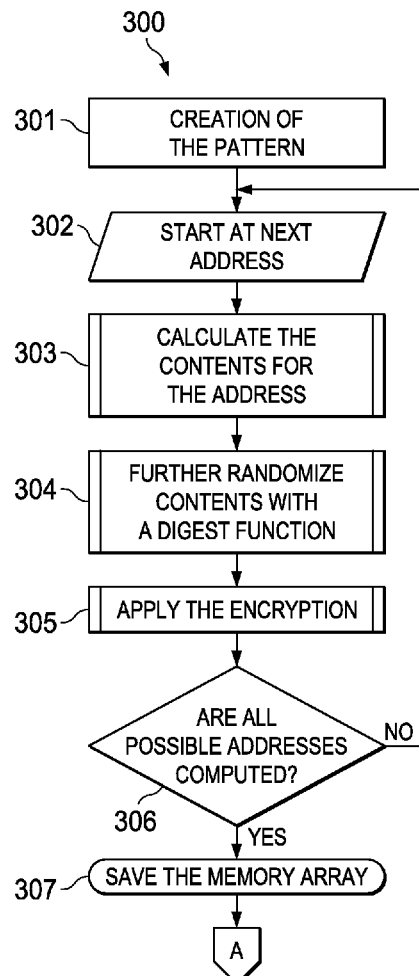 300
301
CREATION OF
THE PATTERN
302
START AT NEXT
ADDRESS
303
CALCULATE THE
CONTENTS FOR
THE ADDRESS
304
FURTHER RANDOMIZE
CONTENTS WITH
A DIGEST FUNCTION
305
APPLY THE ENCRYPTION
ARE ALL
POSSIBLE ADDRESSES
COMPUTED?
NO
306
YES
307
SAVE THE MEMORY ARRAY
A